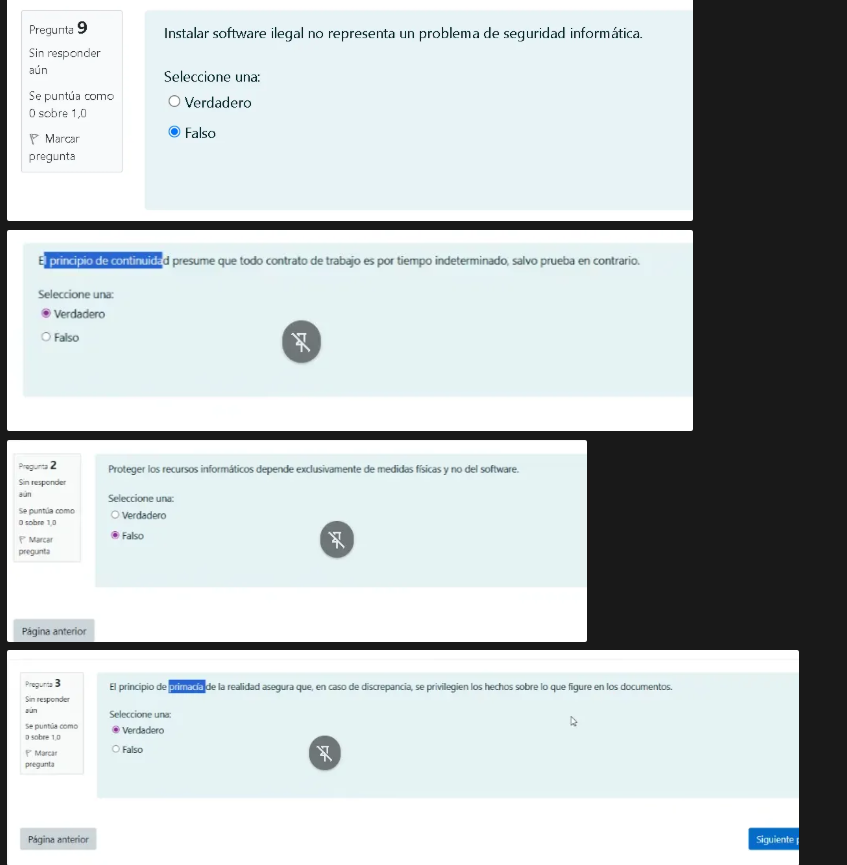 Pregunta 9
Sin responder
aún
Se puntúa como
0 sobre 1,0
Marcar
pregunta
Instalar software ilegal no representa un problema de seguridad informática.
Seleccione una:
Verdadero
Falso
El principio de continuidad presume que todo contrato de trabajo es por tiempo indeterminado, salvo prueba en contrario.
Seleccione una:
Verdadero
Falso
Pregunta 2
Sin responder
aún
Se puntúa como
0 sobre 1,0
Marcar
pregunta
Proteger los recursos informáticos depende exclusivamente de medidas físicas y no del software.
Seleccione una:
Verdadero
Falso
Página anterior
Pregunta 3
Sin responder
aún
Se puntúa como
0 sobre 1,0
Marcar
pregunta
El principio de primacía de la realidad asegura que, en caso de discrepancia, se privilegien los hechos sobre lo que figure en los documentos.
Seleccione una:
Verdadero
Falso
Página anterior
Siguiente p